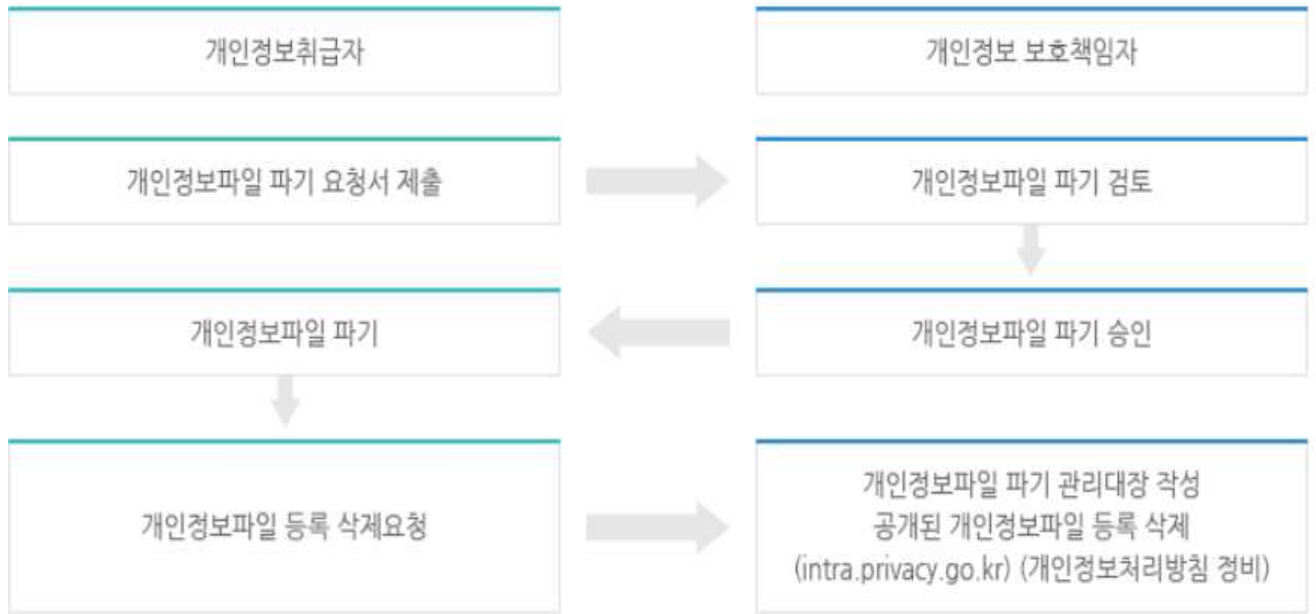 개인정보취급자
개인정보 보호책임자
개인정보파일 파기 요청서 제출
개인정보파일 파기 검토
개인정보파일 파기
개인정보파일 파기 승인
개인정보파일 등록 삭제요청
개인정보파일 파기 관리대장 작성
공개된 개인정보파일 등록 삭제
(intra.privacy.go.kr) (개인정보처리방침 정비)